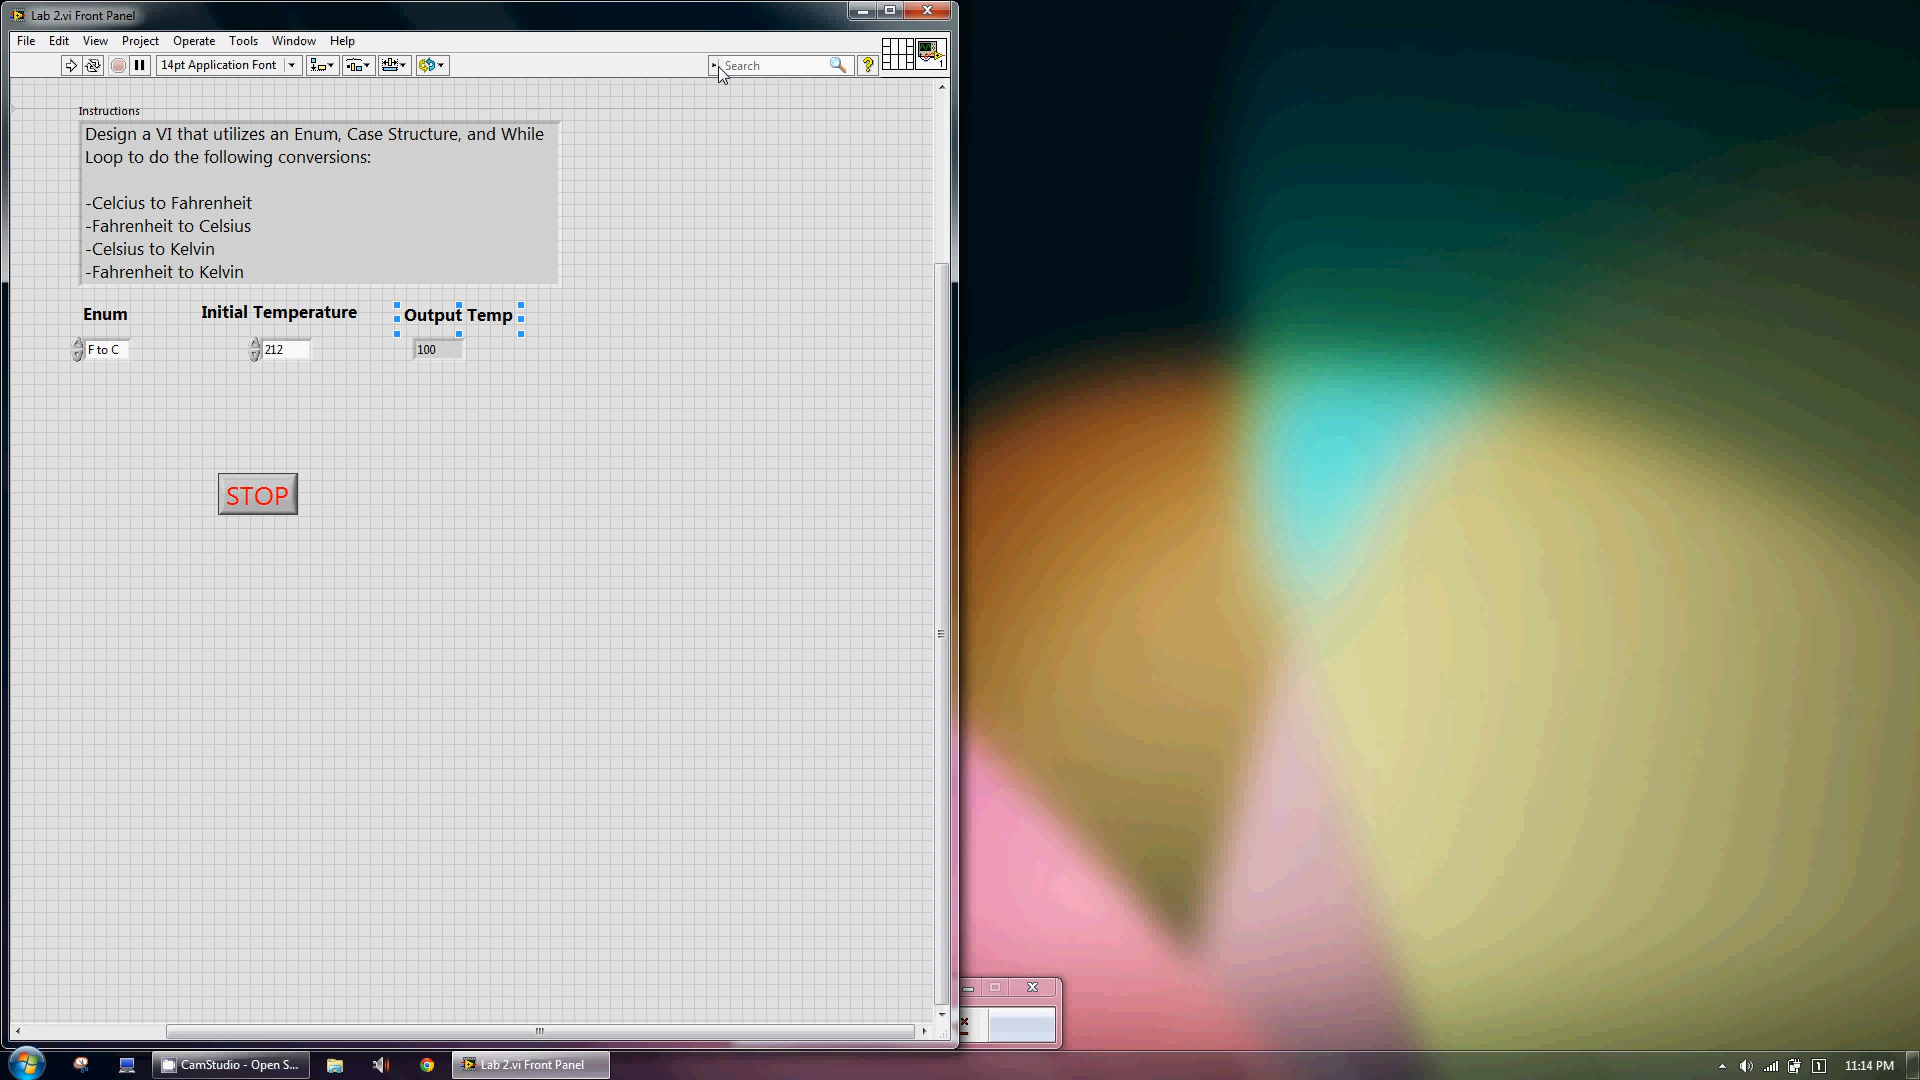 Lab 2.vi Front Panel
File Edit View Project Operate Tools Window Help
14pt Application Font
Search
?
1
Instructions
Design a VI that utilizes an Enum, Case Structure, and While
Loop to do the following conversions:
-Celcius to Fahrenheit
-Fahrenheit to Celsius
-Celsius to Kelvin
-Fahrenheit to Kelvin
Enum Initial Temperature Output Temp
F to C 212 100
STOP
CamStudio - Open S... Lab 2.vi Front Panel 1 11:14 PM